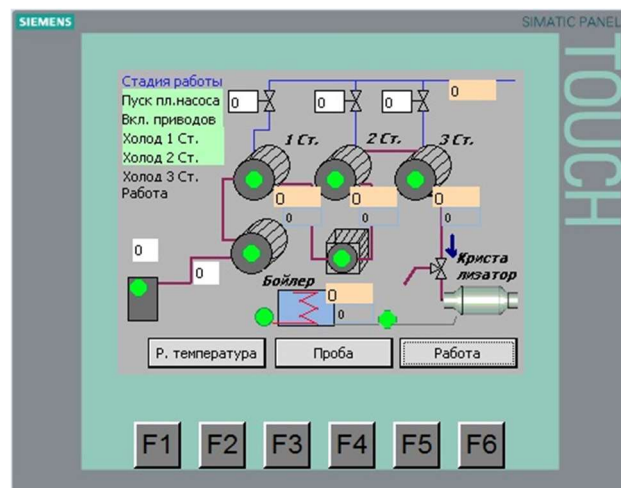 SIEMENS
SIMATIC PANEL
TOUCH
Стадия работы
Пуск пл.насоса
Вкл. приводов
Холод 1 Ст.
Холод 2 Ст.
Холод 3 Ст.
Работа
0
0
0
0
1 Ст.
2 Ст.
3 Ст.
0
0
0
0
0
0
0
0
Криста
лизатор
Бойлер
0
0
Р. температура
Проба
Работа
F1
F2
F3
F4
F5
F6